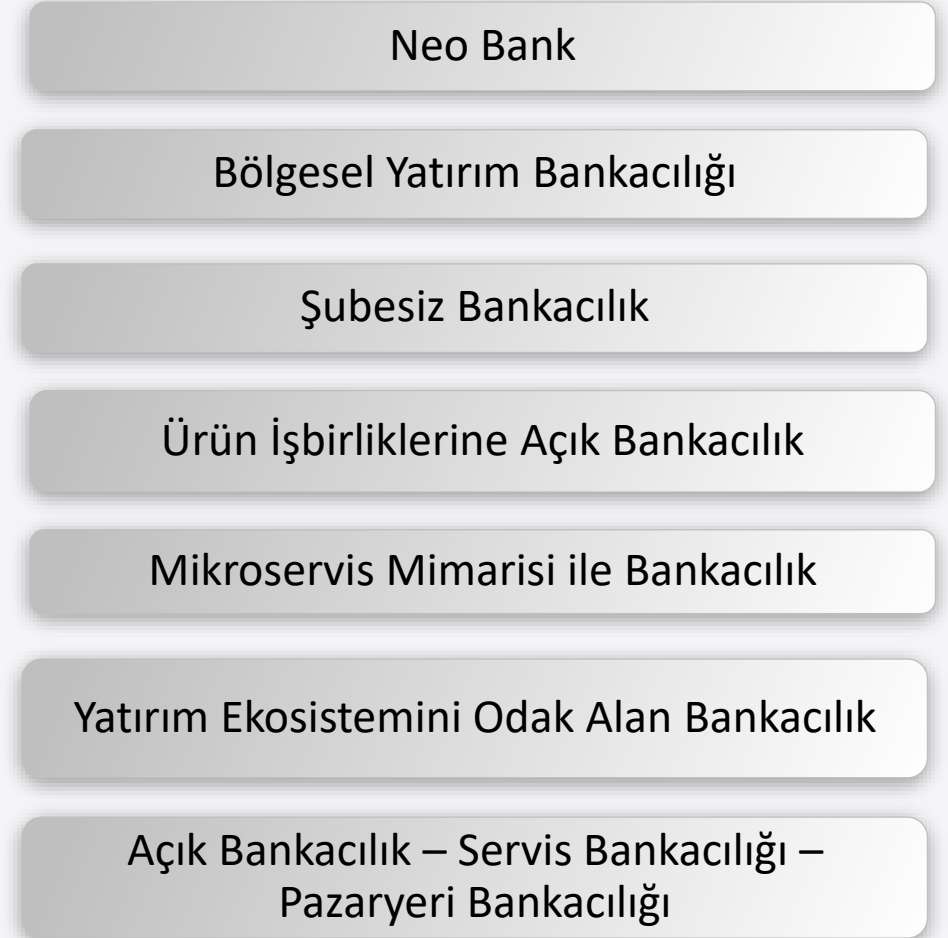 Neo Bank
Bölgesel Yatırım Bankacılığı
Şubesiz Bankacılık
Ürün İşbirliklerine Açık Bankacılık
Mikroservis Mimarisi ile Bankacılık
Yatırım Ekosistemini Odak Alan Bankacılık
Açık Bankacılık – Servis Bankacılığı –
Pazaryeri Bankacılığı